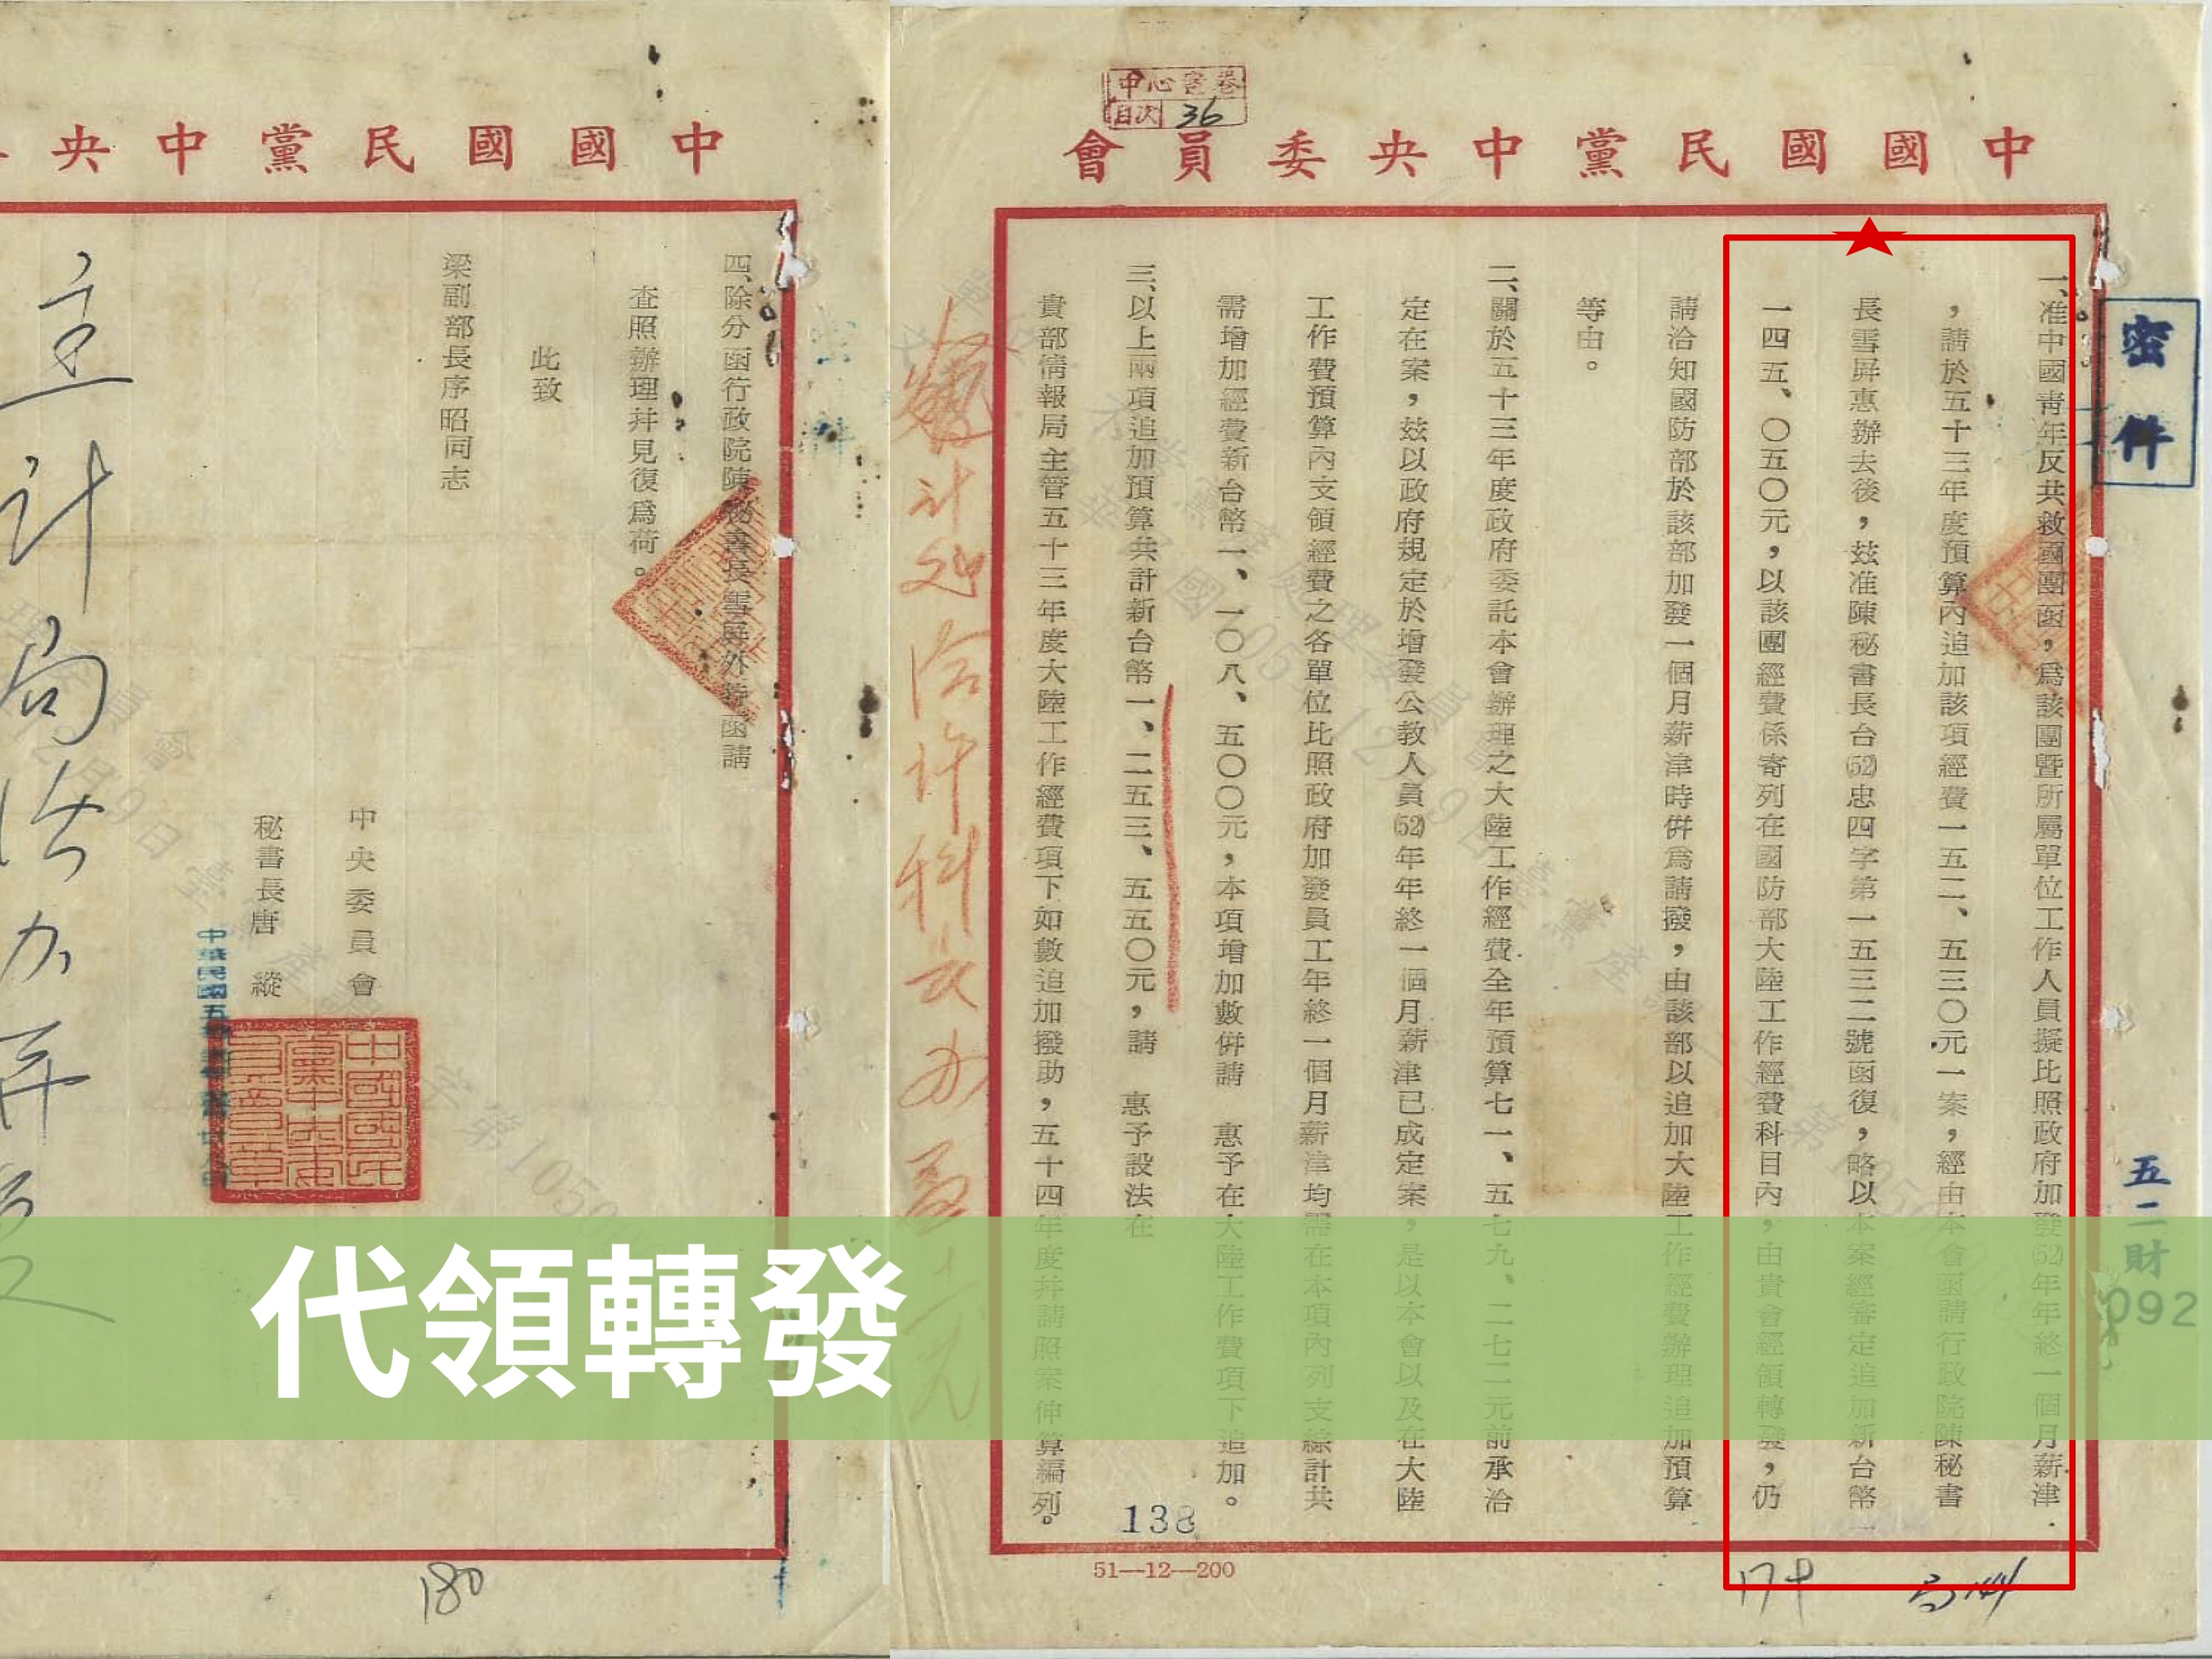 中心密卷
目次 36
中國國民黨中央委員會
密件
五二財
092
一、准中國青年反共救國團函，為該團暨所屬單位工作人員擬比照政府加發(52)年年終一個月薪津
，請於五十三年度預算內追加該項經費一五二、五三〇元一案，經由本會函請行政院陳秘書
長雪屏惠辦去後，玆准陳秘書長台(52)忠四字第一五三二號函復，略以本案經審定追加新台幣
一四五、〇五〇元，以該團經費係寄列在國防部大陸工作經費科目內，由貴會經領轉發，仍
請洽知國防部於該部加發一個月薪津時併為請撥，由該部以追加大陸工作經費辦理追加預算
等由。
二、關於五十三年度政府委託本會辦理之大陸工作經費全年預算七一、五七九、二七二元前承洽
定在案，玆以政府規定於增發公教人員(52)年年終一個月薪津已成定案，是以本會以及在大陸
工作費預算內支領經費之各單位比照政府加發員工年終一個月薪津均需在本項內列支綜計共
需增加經費新台幣一、一〇八、五〇〇元，本項增加數併請 惠予在大陸工作費項下追加。
三、以上兩項追加預算共計新台幣一、二五三、五五〇元，請 惠予設法在
貴部情報局主管五十三年度大陸工作經費項下如數追加撥助，五十四年度幷請照案伸算編列。
138
51—12—200
中國國民黨中央
四、除分函行政院陳秘書長雪屏外特函請
查照辦理幷見復為荷。
此致
梁副部長序昭同志
中央委員會
秘書長唐 縱
180
代領轉發